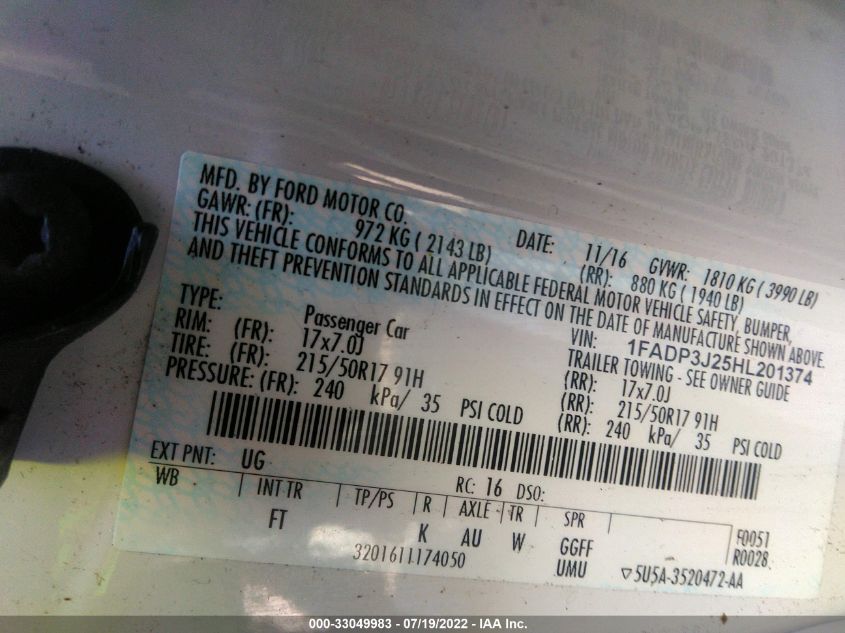 MFD. BY FORD MOTOR CO.
DATE: 11/16 GVWR: 1810 KG ( 3990 LB)
GAWR: (FR): 972 KG ( 2143 LB) (RR): 880 KG ( 1940 LB)
THIS VEHICLE CONFORMS TO ALL APPLICABLE FEDERAL MOTOR VEHICLE SAFETY, BUMPER,
AND THEFT PREVENTION STANDARDS IN EFFECT ON THE DATE OF MANUFACTURE SHOWN ABOVE.
VIN: 1FADP3J25HL201374
TYPE: Passenger Car TRAILER TOWING - SEE OWNER GUIDE
RIM: (FR): 17x7.0J (RR): 17x7.0J
TIRE: (FR): 215/50R17 91H (RR): 215/50R17 91H
PRESSURE: (FR): 240 kPa/ 35 PSI COLD (RR): 240 kPa/ 35 PSI COLD
EXT PNT: UG RC: 16 DSO:
WB INT TR TP/PS R AXLE TR SPR F0051
FT K AU W GGFF R0028
3201611174050 UMU ▽5U5A-3520472-AA
000-33049983 - 07/19/2022 - IAA Inc.